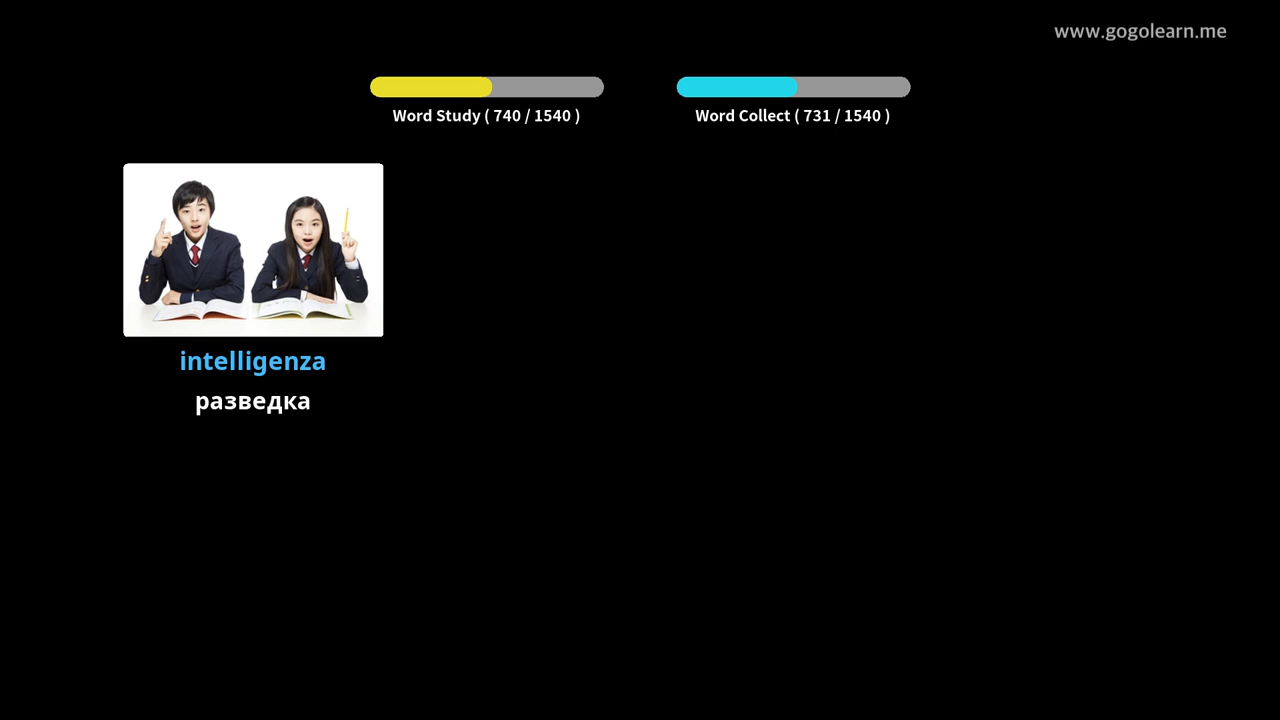 www.gogolearn.me
Word Study ( 740 / 1540 )
Word Collect ( 731 / 1540 )
intelligenza
разведка